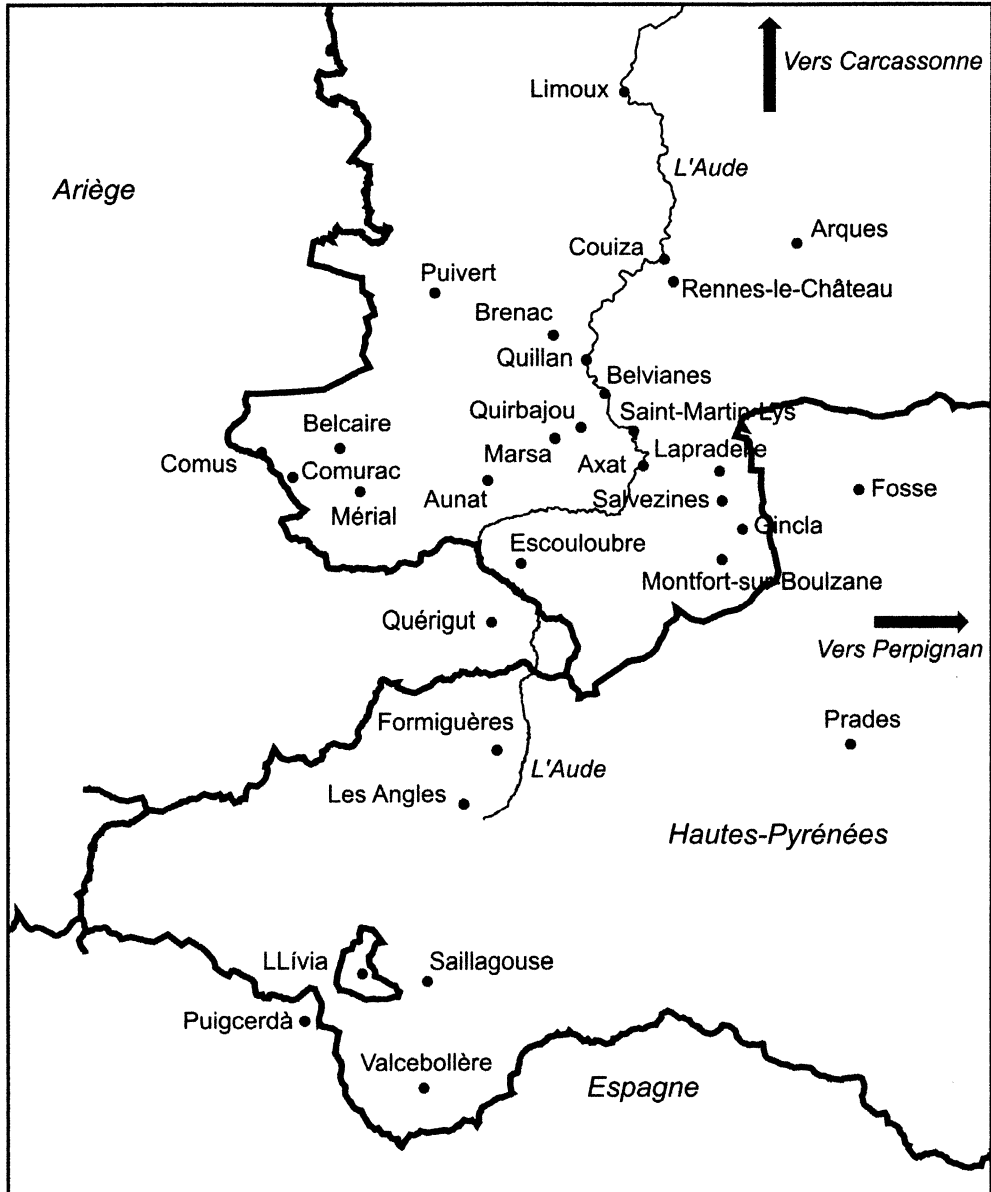 Vers Carcassonne
Limoux
L'Aude
Ariège
Arques
Couiza
Puivert
Rennes-le-Château
Brenac
Quillan
Belvianes
Quirbajou
Saint-Martin-Lys
Belcaire
Marsa
Axat
Lapradelle
Comus
Comurac
Aunat
Salvezines
Fosse
Mérial
Gincla
Escouloubre
Montfort-sur-Boulzane
Quérigut
Vers Perpignan
Formiguères
Prades
L'Aude
Les Angles
Hautes-Pyrénées
LLívia
Saillagouse
Puigcerdà
Valcebollère
Espagne